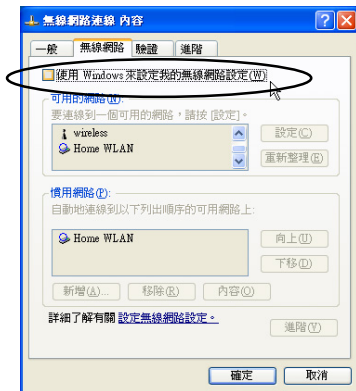 無線網路連線 內容
一般 無線網路 驗證 進階
使用 Windows 來設定我的無線網路設定(W)
可用的網路(N):
要連線到一個可用的網路，請按 [設定]。
wireless
Home WLAN
設定(C)
重新整理(E)
慣用網路(P):
自動地連線到以下列出順序的可用網路上:
Home WLAN
向上(U)
下移(D)
新增(A)... 移除(R) 內容(O)
詳細了解有關 設定無線網路設定。
進階(V)
確定 取消